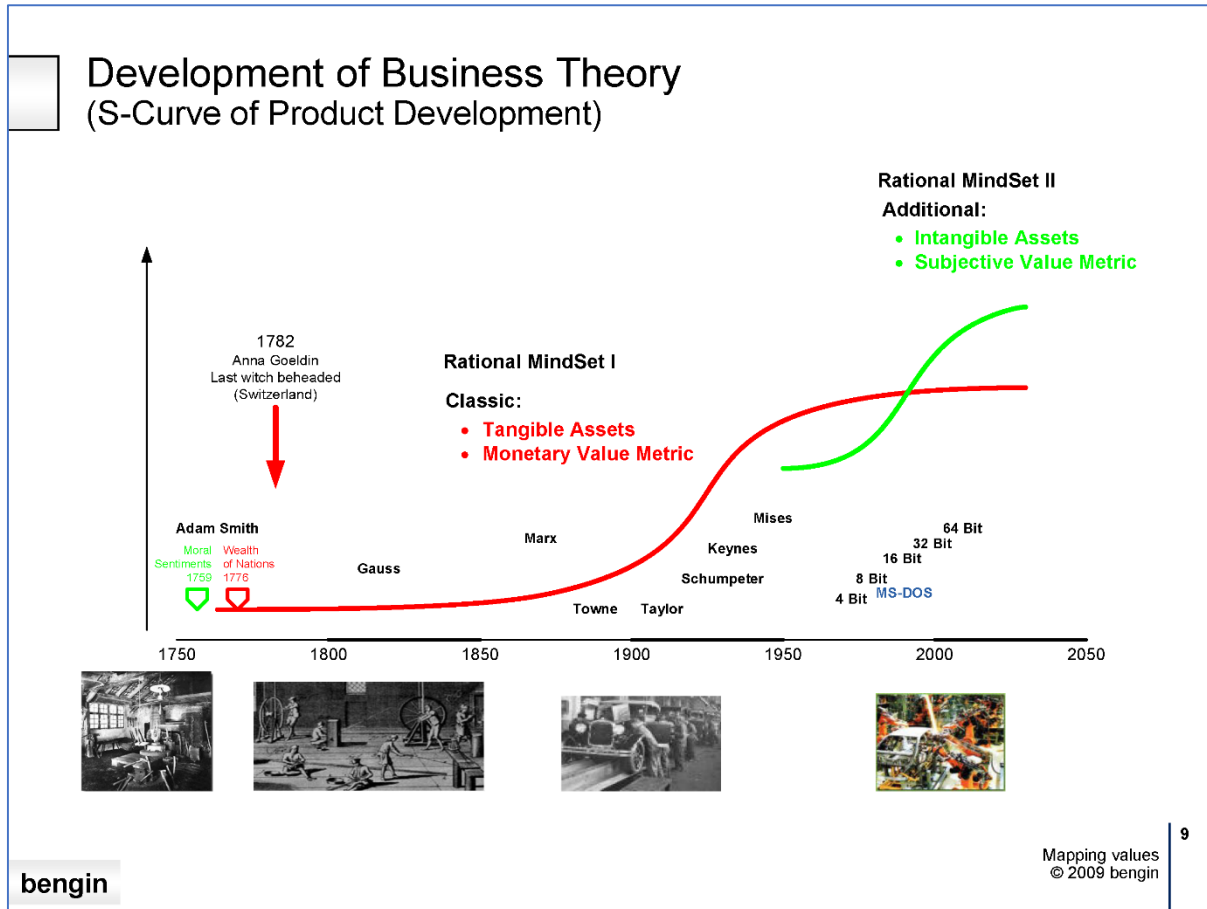 Development of Business Theory
(S-Curve of Product Development)
Rational MindSet II
Additional:
• Intangible Assets
• Subjective Value Metric
1782
Anna Goeldin
Last witch beheaded
(Switzerland)
Rational MindSet I
Classic:
• Tangible Assets
• Monetary Value Metric
Adam Smith
Moral
Sentiments
1759
Wealth
of Nations
1776
Gauss
Marx
Towne
Taylor
Schumpeter
Keynes
Mises
4 Bit
8 Bit
MS-DOS
16 Bit
32 Bit
64 Bit
1750 1800 1850 1900 1950 2000 2050
9
Mapping values
© 2009 bengin
bengin